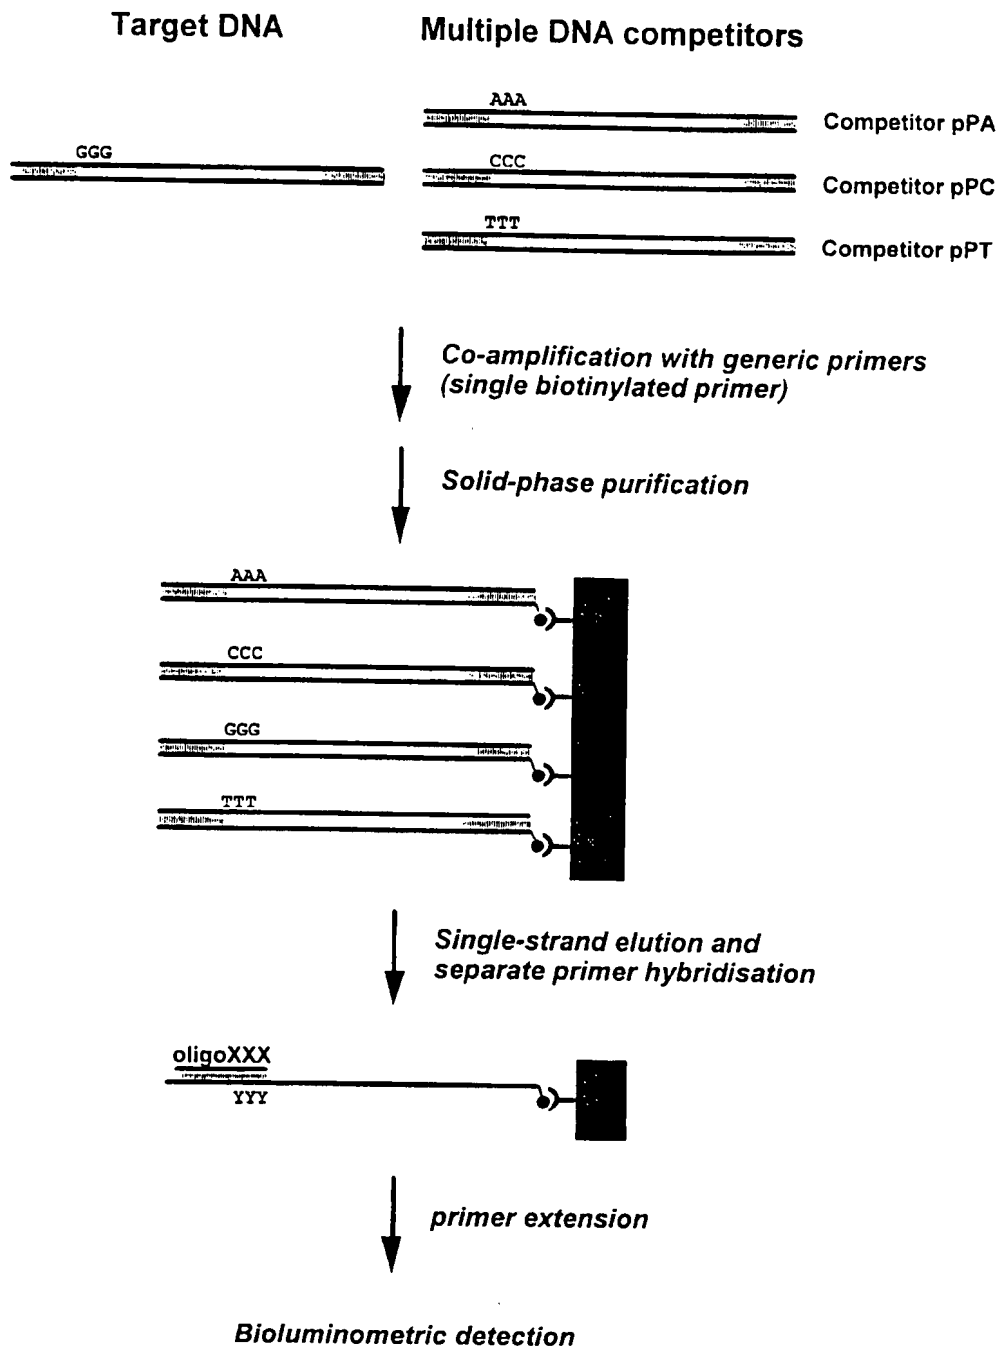 Target DNA
Multiple DNA competitors
AAA
Competitor pPA
GGG
CCC
Competitor pPC
TTT
Competitor pPT
Co-amplification with generic primers
(single biotinylated primer)
Solid-phase purification
AAA
CCC
GGG
TTT
Single-strand elution and
separate primer hybridisation
oligoXXX
YYY
primer extension
Bioluminometric detection